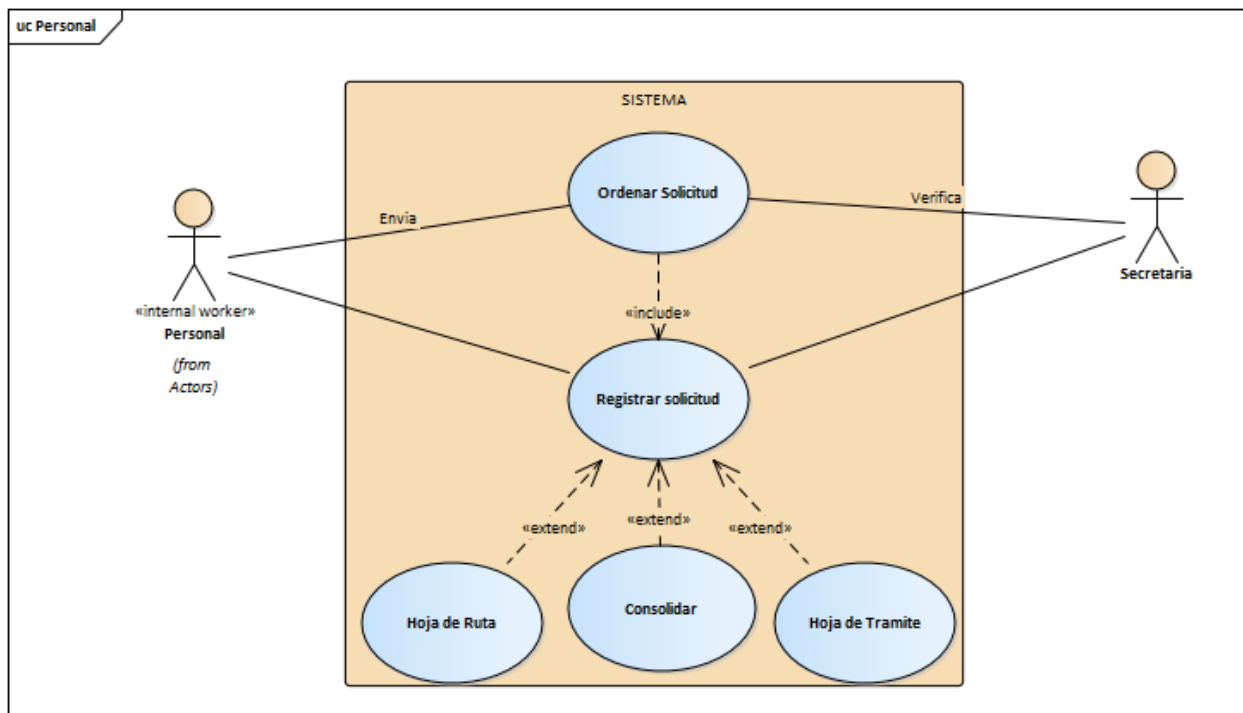 uc Personal
SISTEMA
Ordenar Solicitud
Envia
Verifica
«internal worker»
Personal
(from
Actors)
Secretaria
«include»
Registrar solicitud
«extend»
«extend»
«extend»
Hoja de Ruta
Consolidar
Hoja de Tramite